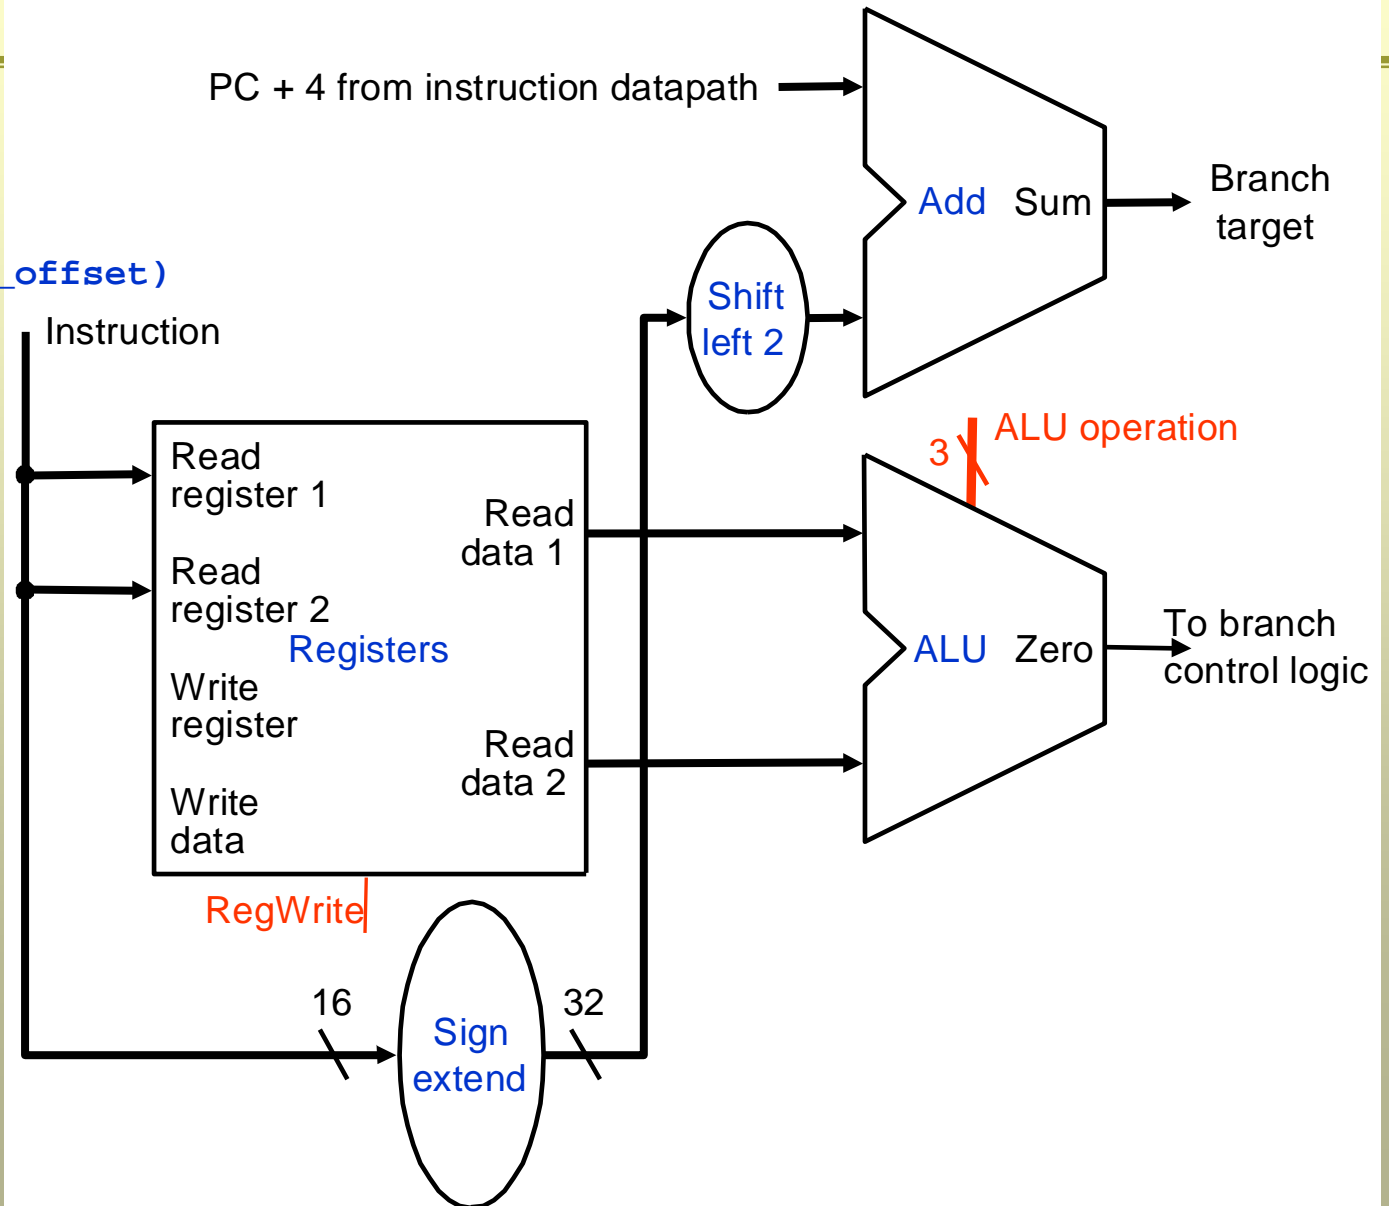 PC + 4 from instruction datapath
Add Sum
Branch
target
_offset)
Instruction
Shift
left 2
ALU operation
3
Read
register 1
Read
data 1
Read
register 2
Registers
ALU Zero
To branch
control logic
Write
register
Read
data 2
Write
data
RegWrite
16
32
Sign
extend